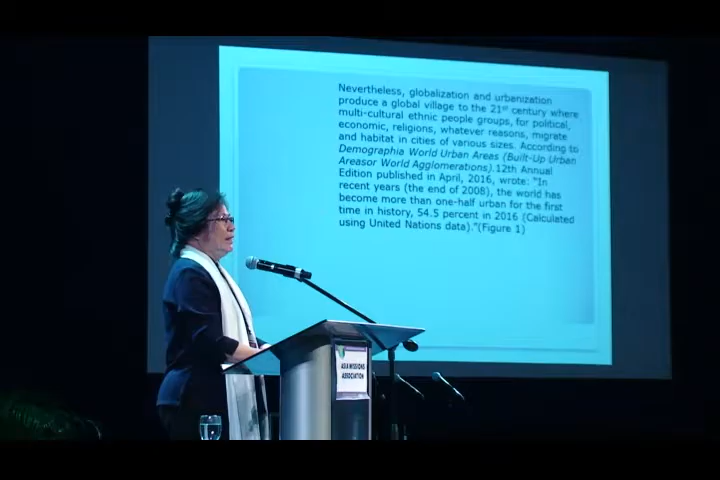 Nevertheless, globalization and urbanization
produce a global village to the 21st century where
multi-cultural ethnic people groups, for political,
economic, religions, whatever reasons, migrate
and habitat in cities of various sizes. According to
Demographia World Urban Areas (Built-Up Urban
Areasor World Agglomerations).12th Annual
Edition published in April, 2016, wrote: "In
recent years (the end of 2008), the world has
become more than one-half urban for the first
time in history, 54.5 percent in 2016 (Calculated
using United Nations data)."(Figure 1)
ASIA MISSIONS
ASSOCIATION